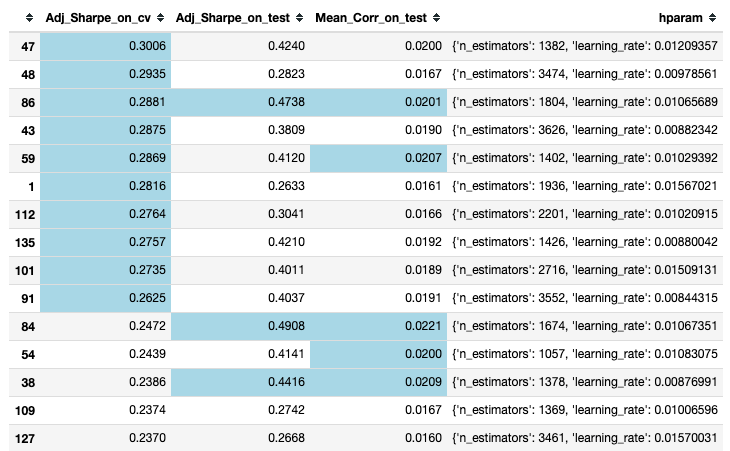 Adj_Sharpe_on_cv Adj_Sharpe_on_test Mean_Corr_on_test hparam
47 0.3006 0.4240 0.0200 {'n_estimators': 1382, 'learning_rate': 0.01209357
48 0.2935 0.2823 0.0167 {'n_estimators': 3474, 'learning_rate': 0.00978561
86 0.2881 0.4738 0.0201 {'n_estimators': 1804, 'learning_rate': 0.01065689
43 0.2875 0.3809 0.0190 {'n_estimators': 3626, 'learning_rate': 0.00882342
59 0.2869 0.4120 0.0207 {'n_estimators': 1402, 'learning_rate': 0.01029392
1 0.2816 0.2633 0.0161 {'n_estimators': 1936, 'learning_rate': 0.01567021
112 0.2764 0.3041 0.0166 {'n_estimators': 2201, 'learning_rate': 0.01020915
135 0.2757 0.4210 0.0192 {'n_estimators': 1426, 'learning_rate': 0.00880042
101 0.2735 0.4011 0.0189 {'n_estimators': 2716, 'learning_rate': 0.01509131
91 0.2625 0.4037 0.0191 {'n_estimators': 3552, 'learning_rate': 0.00844315
84 0.2472 0.4908 0.0221 {'n_estimators': 1674, 'learning_rate': 0.01067351
54 0.2439 0.4141 0.0200 {'n_estimators': 1057, 'learning_rate': 0.01083075
38 0.2386 0.4416 0.0209 {'n_estimators': 1378, 'learning_rate': 0.00876991
109 0.2374 0.2742 0.0167 {'n_estimators': 1369, 'learning_rate': 0.01006596
127 0.2370 0.2668 0.0160 {'n_estimators': 3461, 'learning_rate': 0.01570031